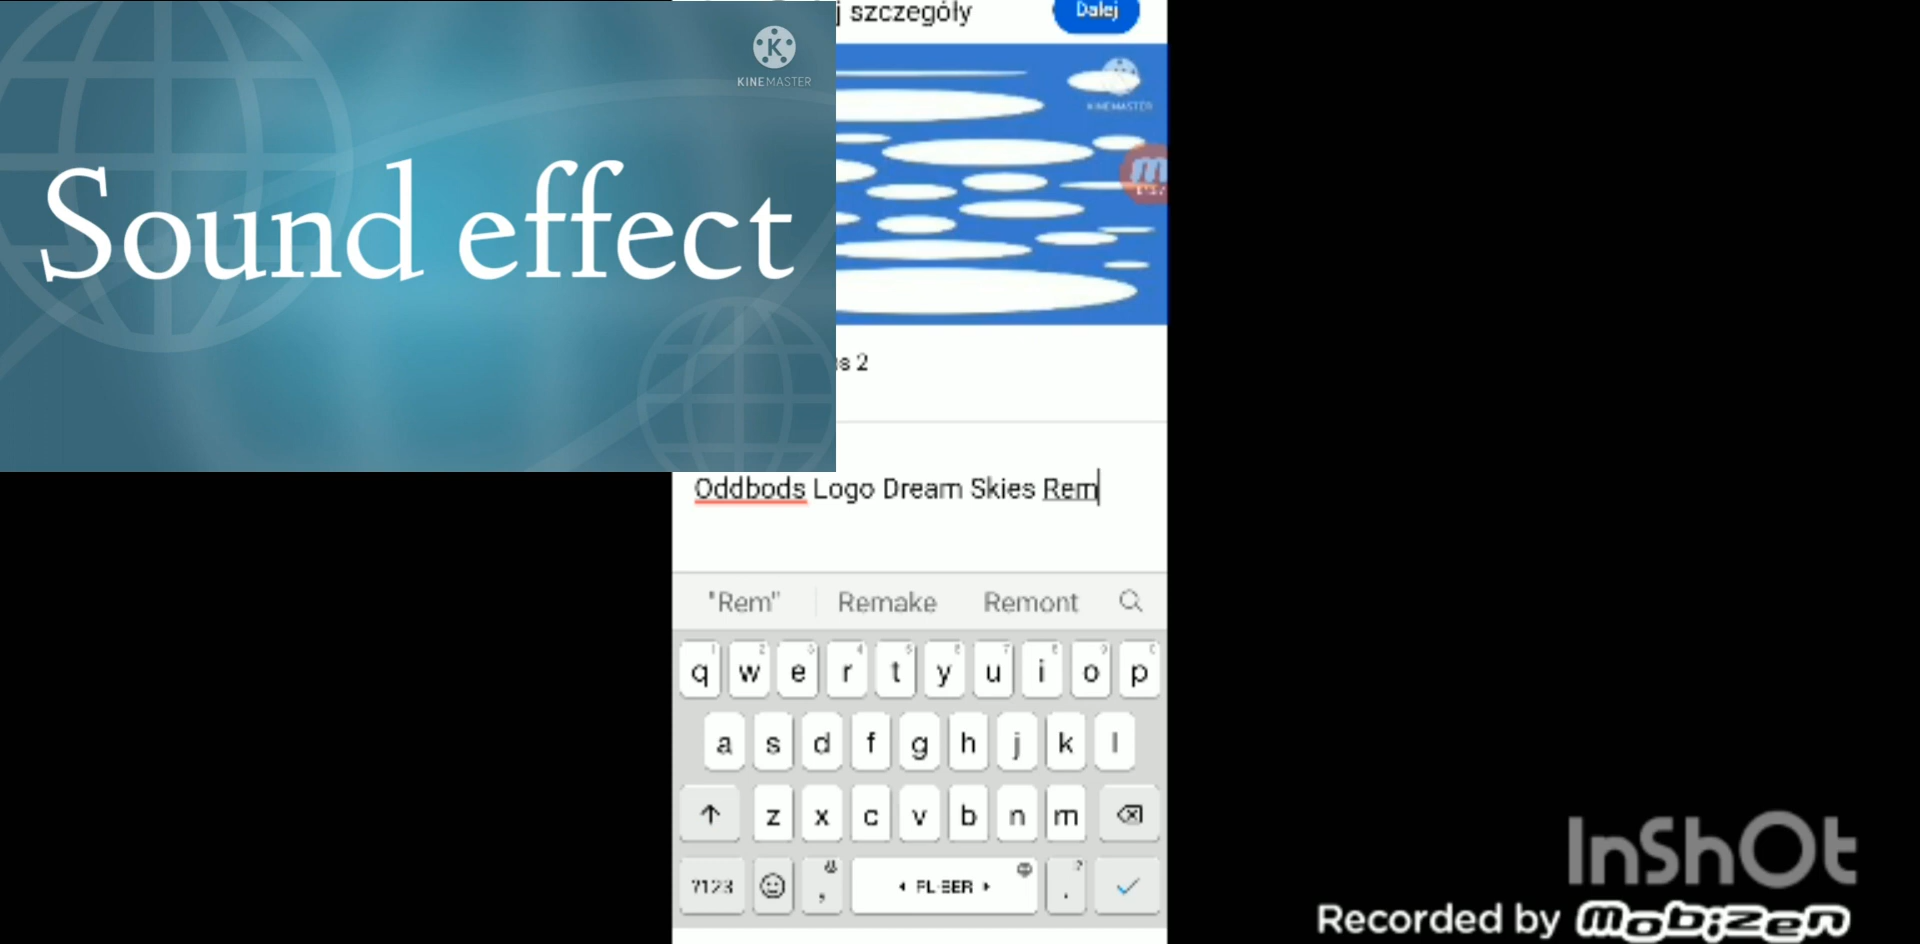 j szczegóły
Dalej
KINEMASTER
Sound effect
KINEMASTER
s 2
Oddbods Logo Dream Skies Rem
"Rem" Remake Remont
q w e r t y u i o p
a s d f g h j k l
z x c v b n m
?123 , .
InShOt
Recorded by mobizen